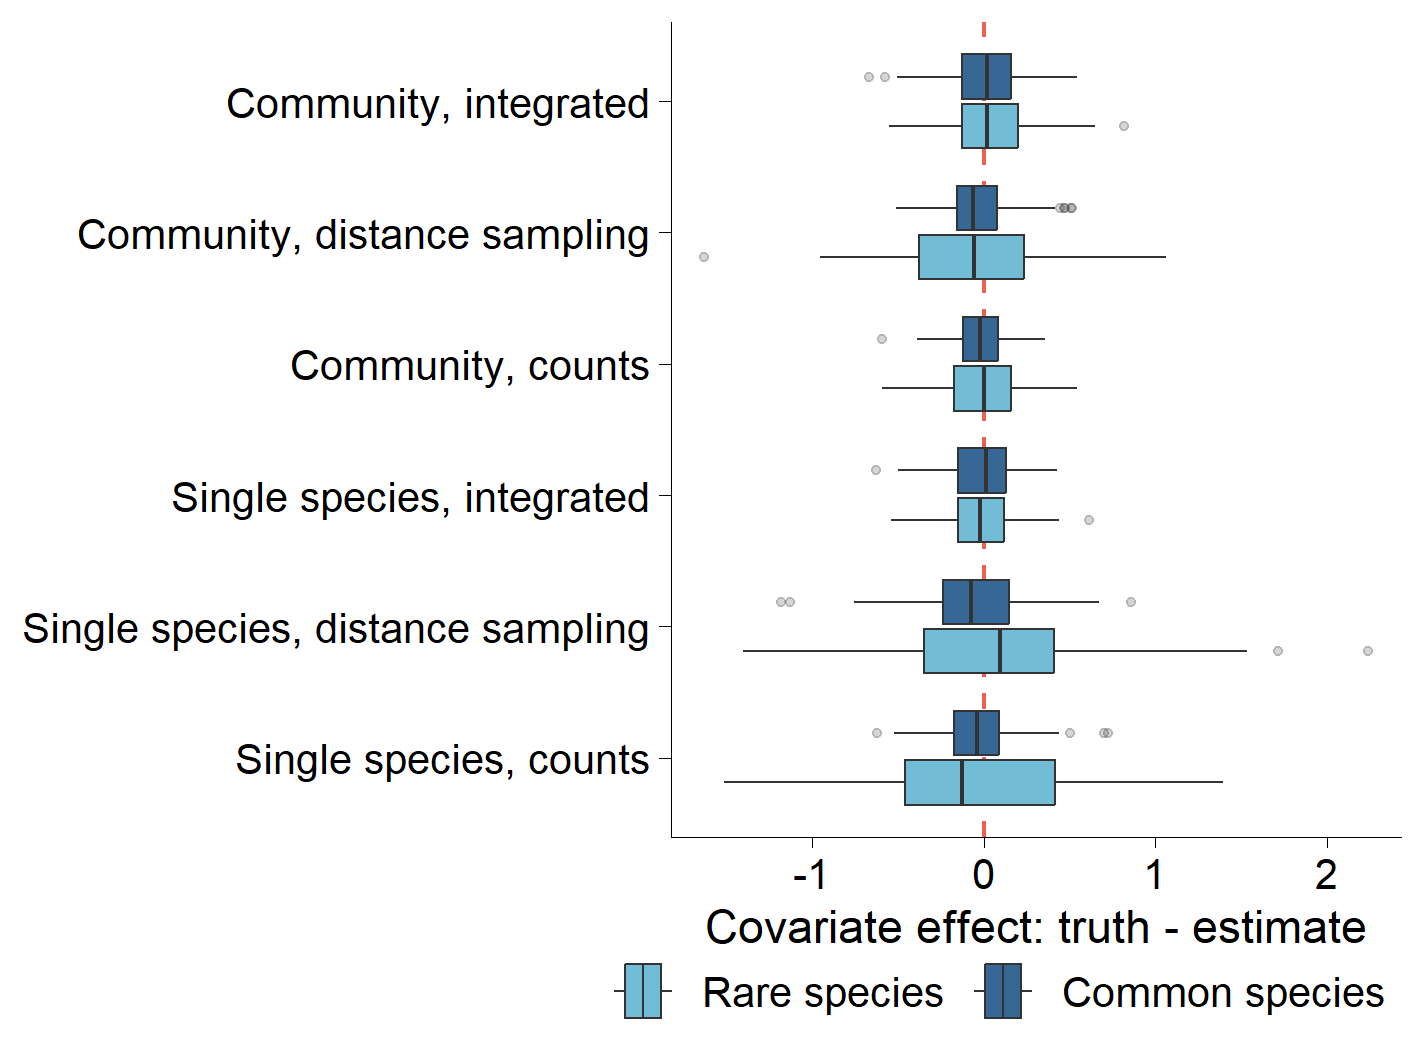 Community, integrated
Community, distance sampling
Community, counts
Single species, integrated
Single species, distance sampling
Single species, counts
-1 0 1 2
Covariate effect: truth - estimate
Rare species Common species